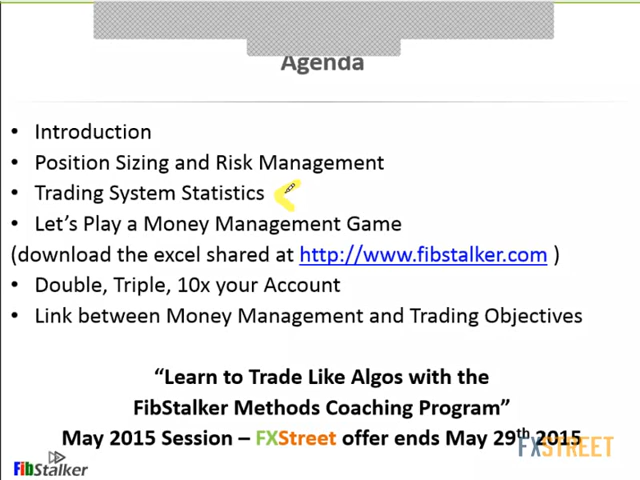 Agenda
• Introduction
• Position Sizing and Risk Management
• Trading System Statistics
• Let's Play a Money Management Game
(download the excel shared at http://www.fibstalker.com )
• Double, Triple, 10x your Account
• Link between Money Management and Trading Objectives
“Learn to Trade Like Algos with the
FibStalker Methods Coaching Program”
May 2015 Session – FXStreet offer ends May 29th 2015
FXSTREET
FibStalker